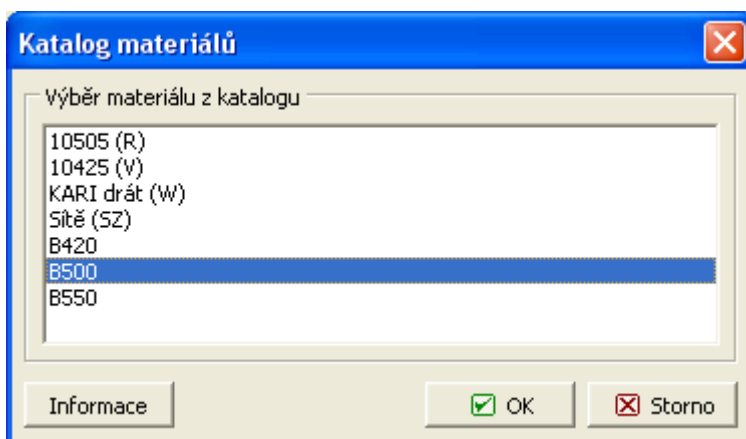 Katalog materiálů
Výběr materiálu z katalogu
10505 (R)
10425 (V)
KARI drát (W)
Sítě (SZ)
B420
B500
B550
Informace
OK
Storno